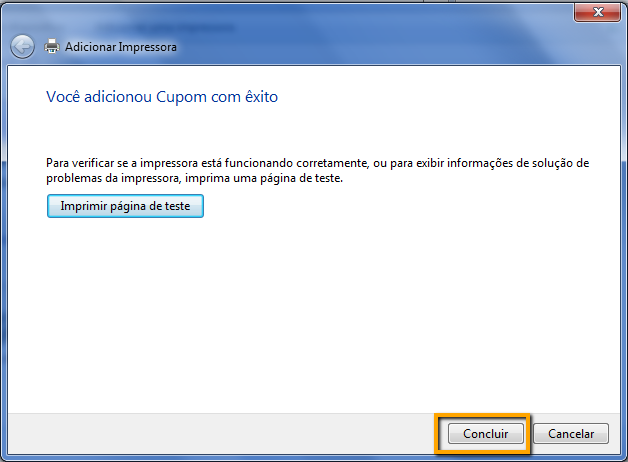 Adicionar Impressora
Você adicionou Cupom com êxito
Para verificar se a impressora está funcionando corretamente, ou para exibir informações de solução de
problemas da impressora, imprima uma página de teste.
Imprimir página de teste
Concluir
Cancelar